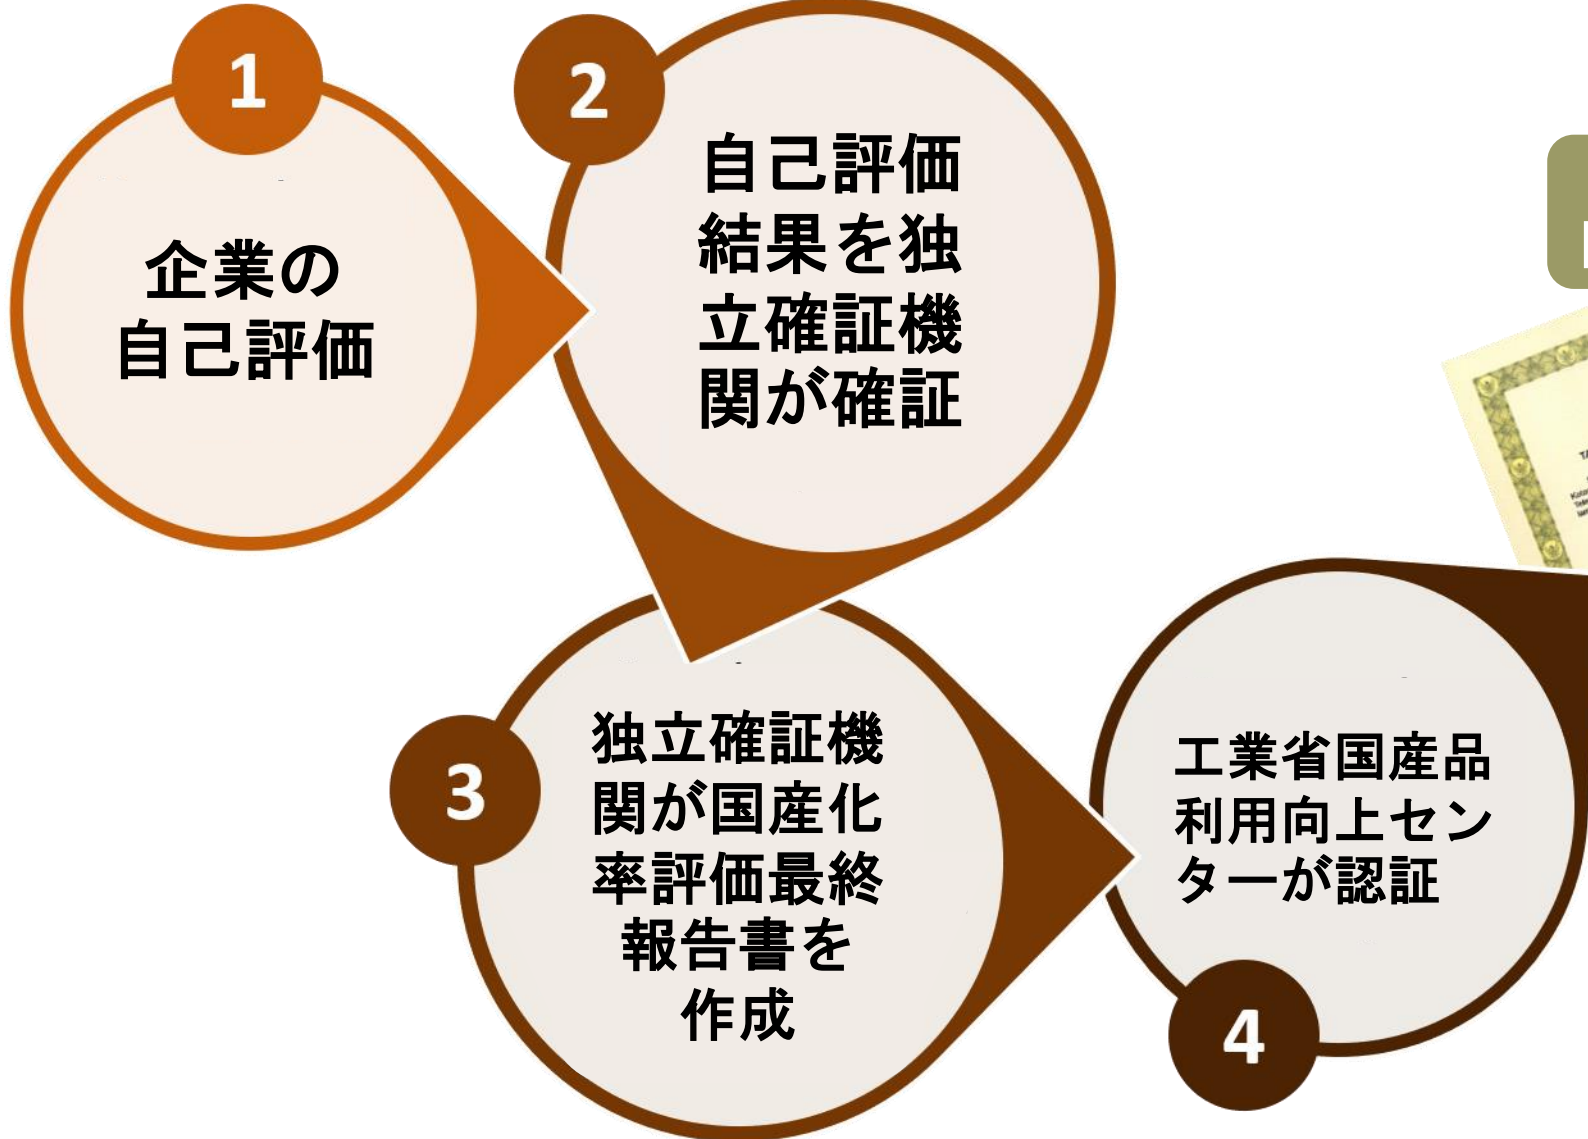 1
企業の
自己評価
2
自己評価
結果を独
立確証機
関が確証
3
独立確証機
関が国産化
率評価最終
報告書を
作成
4
工業省国産品
利用向上セン
ターが認証